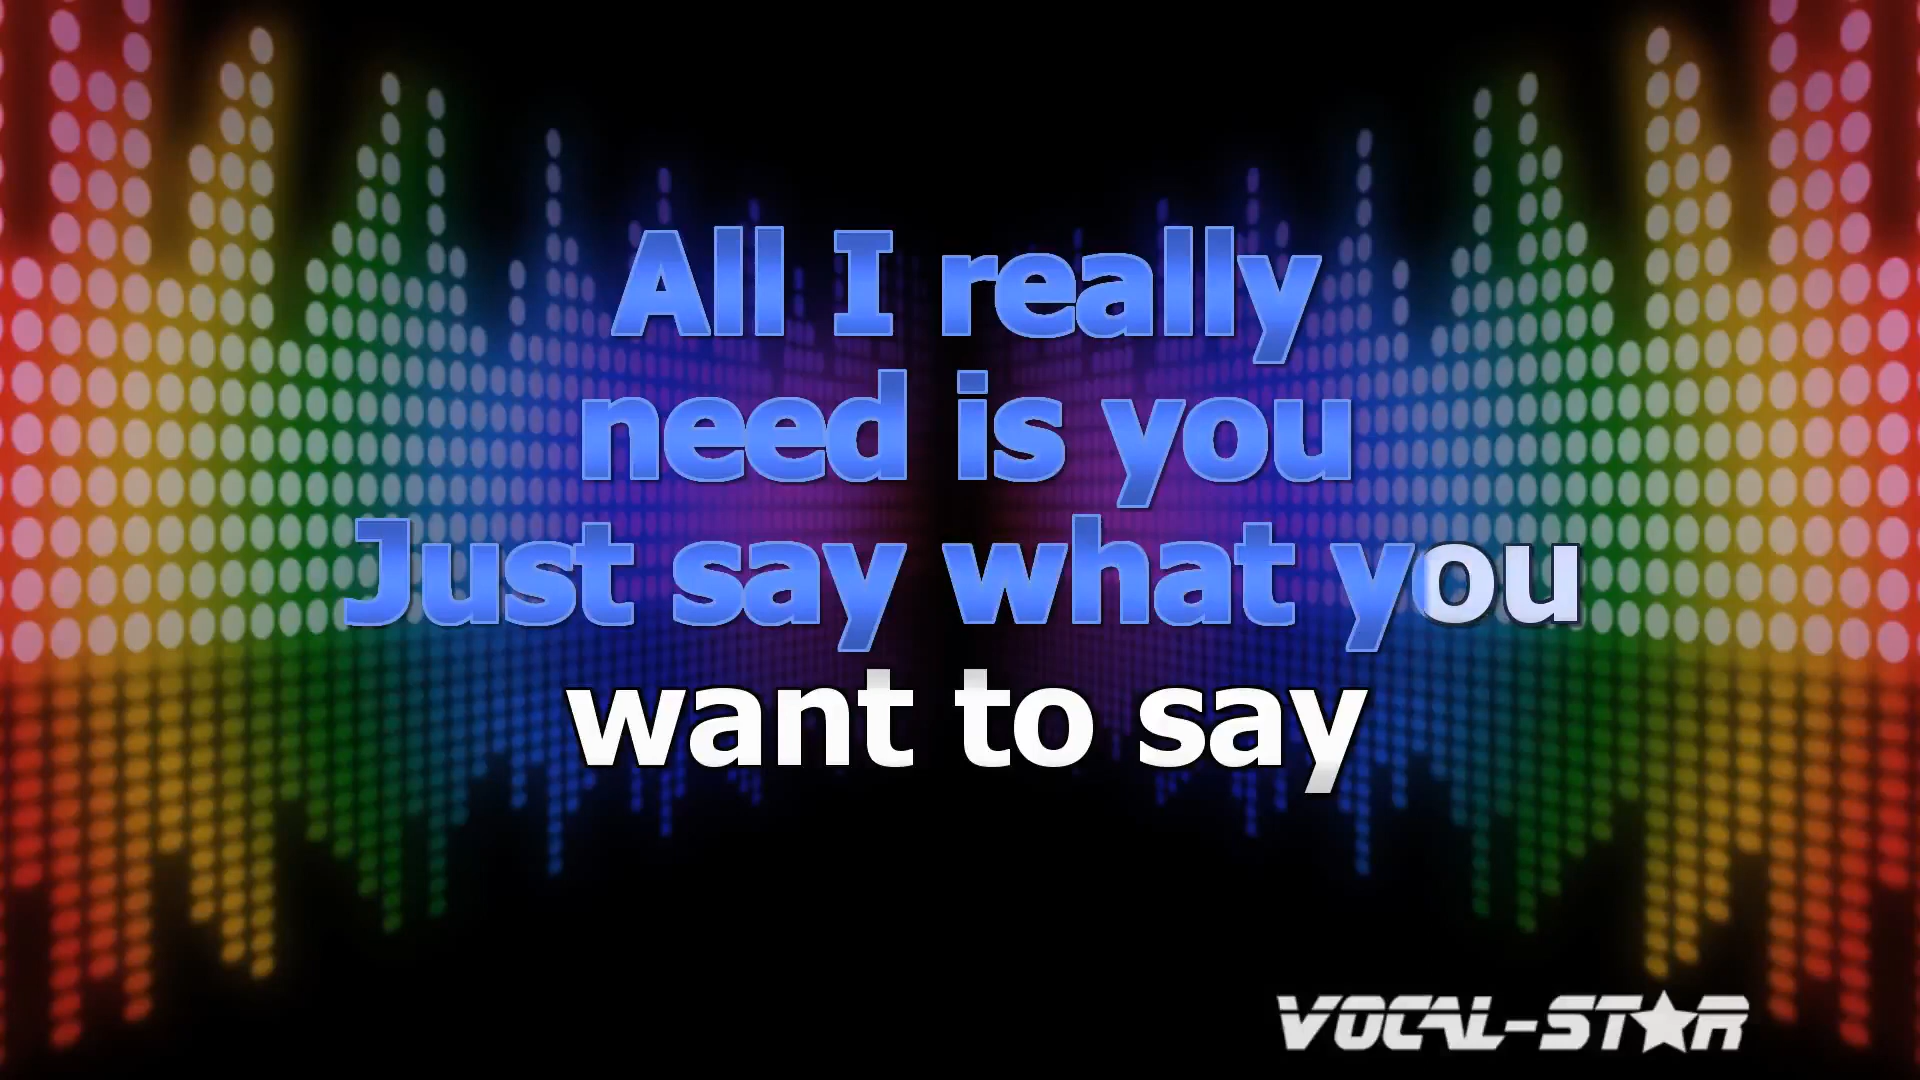 All I really
need is you
Just say what you
want to say
VOCAL-STAR